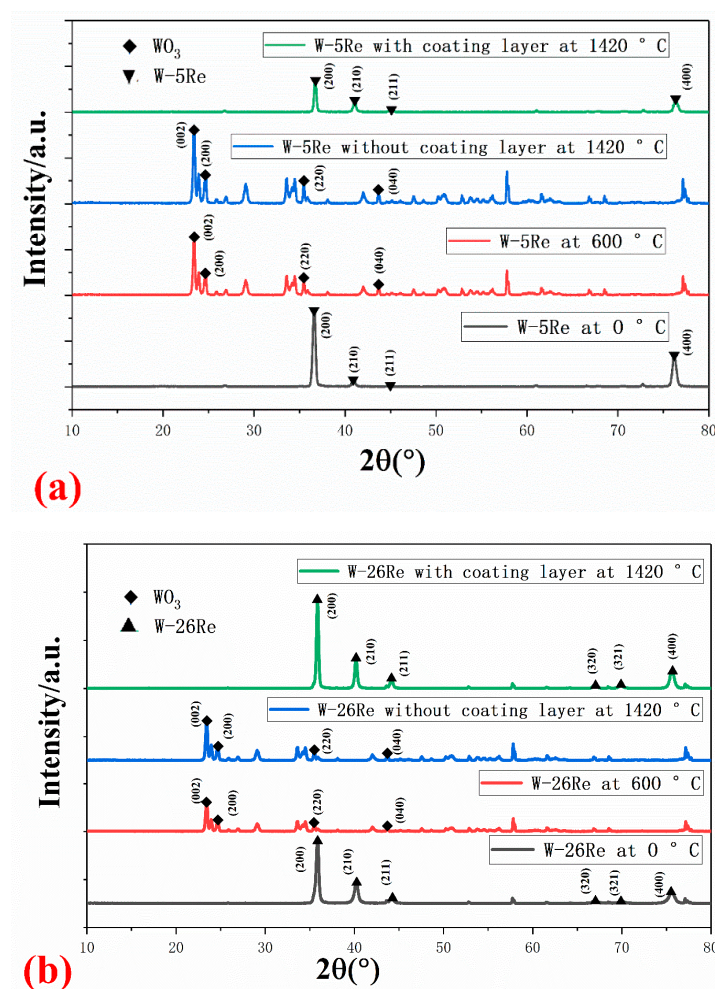 WO3
W-5Re
W-5Re with coating layer at 1420 ° C
(200)
(210)
(211)
(400)
(002)
(200)
W-5Re without coating layer at 1420 ° C
(220)
(040)
(002)
(200)
W-5Re at 600 ° C
(220)
(040)
W-5Re at 0 ° C
(200)
(210)
(211)
(400)
Intensity/a.u.
10 20 30 40 50 60 70 80
2θ(°)
(a)
WO3
W-26Re
W-26Re with coating layer at 1420 ° C
(200)
(210)
(211)
(320)
(321)
(400)
W-26Re without coating layer at 1420 ° C
(002)
(200)
(220)
(040)
W-26Re at 600 ° C
(002)
(200)
(220)
(040)
W-26Re at 0 ° C
(200)
(210)
(211)
(320)
(321)
(400)
Intensity/a.u.
10 20 30 40 50 60 70 80
2θ(°)
(b)